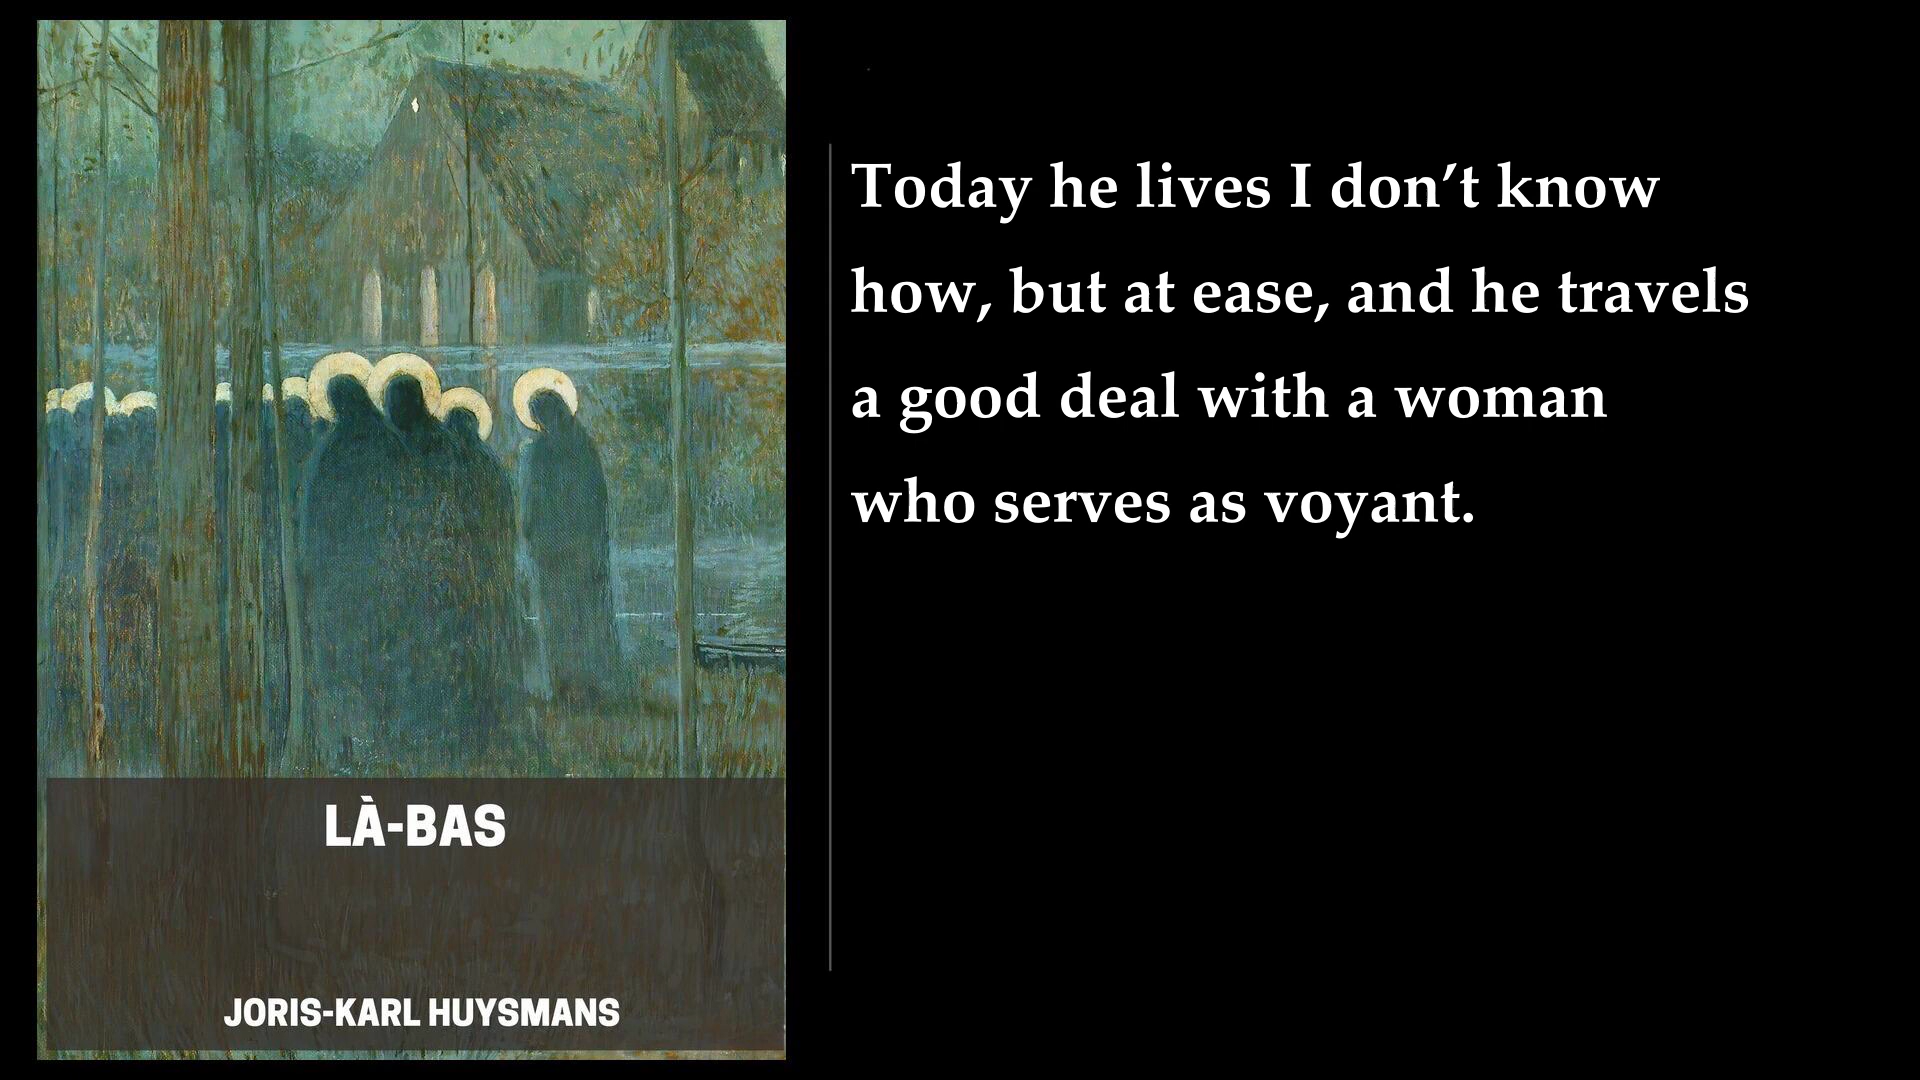 LÀ-BAS
JORIS-KARL HUYSMANS
Today he lives I don’t know
how, but at ease, and he travels
a good deal with a woman
who serves as voyant.